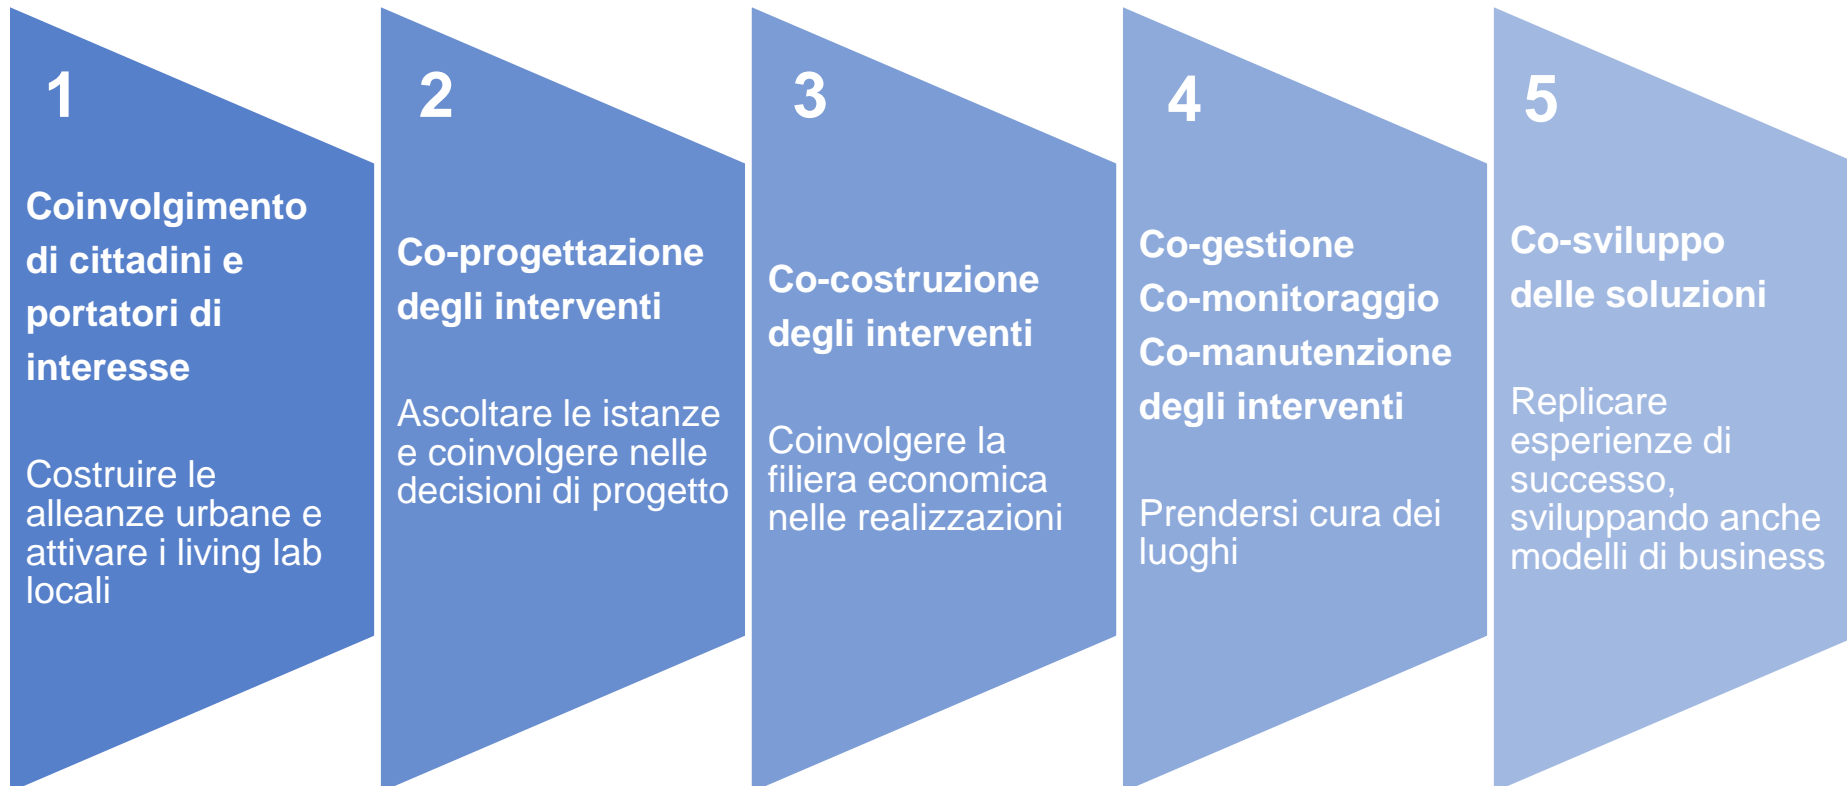 1
Coinvolgimento
di cittadini e
portatori di
interesse
Costruire le
alleanze urbane e
attivare i living lab
locali
2
Co-progettazione
degli interventi
Ascoltare le istanze
e coinvolgere nelle
decisioni di progetto
3
Co-costruzione
degli interventi
Coinvolgere la
filiera economica
nelle realizzazioni
4
Co-gestione
Co-monitoraggio
Co-manutenzione
degli interventi
Prendersi cura dei
luoghi
5
Co-sviluppo
delle soluzioni
Replicare
esperienze di
successo,
sviluppando anche
modelli di business